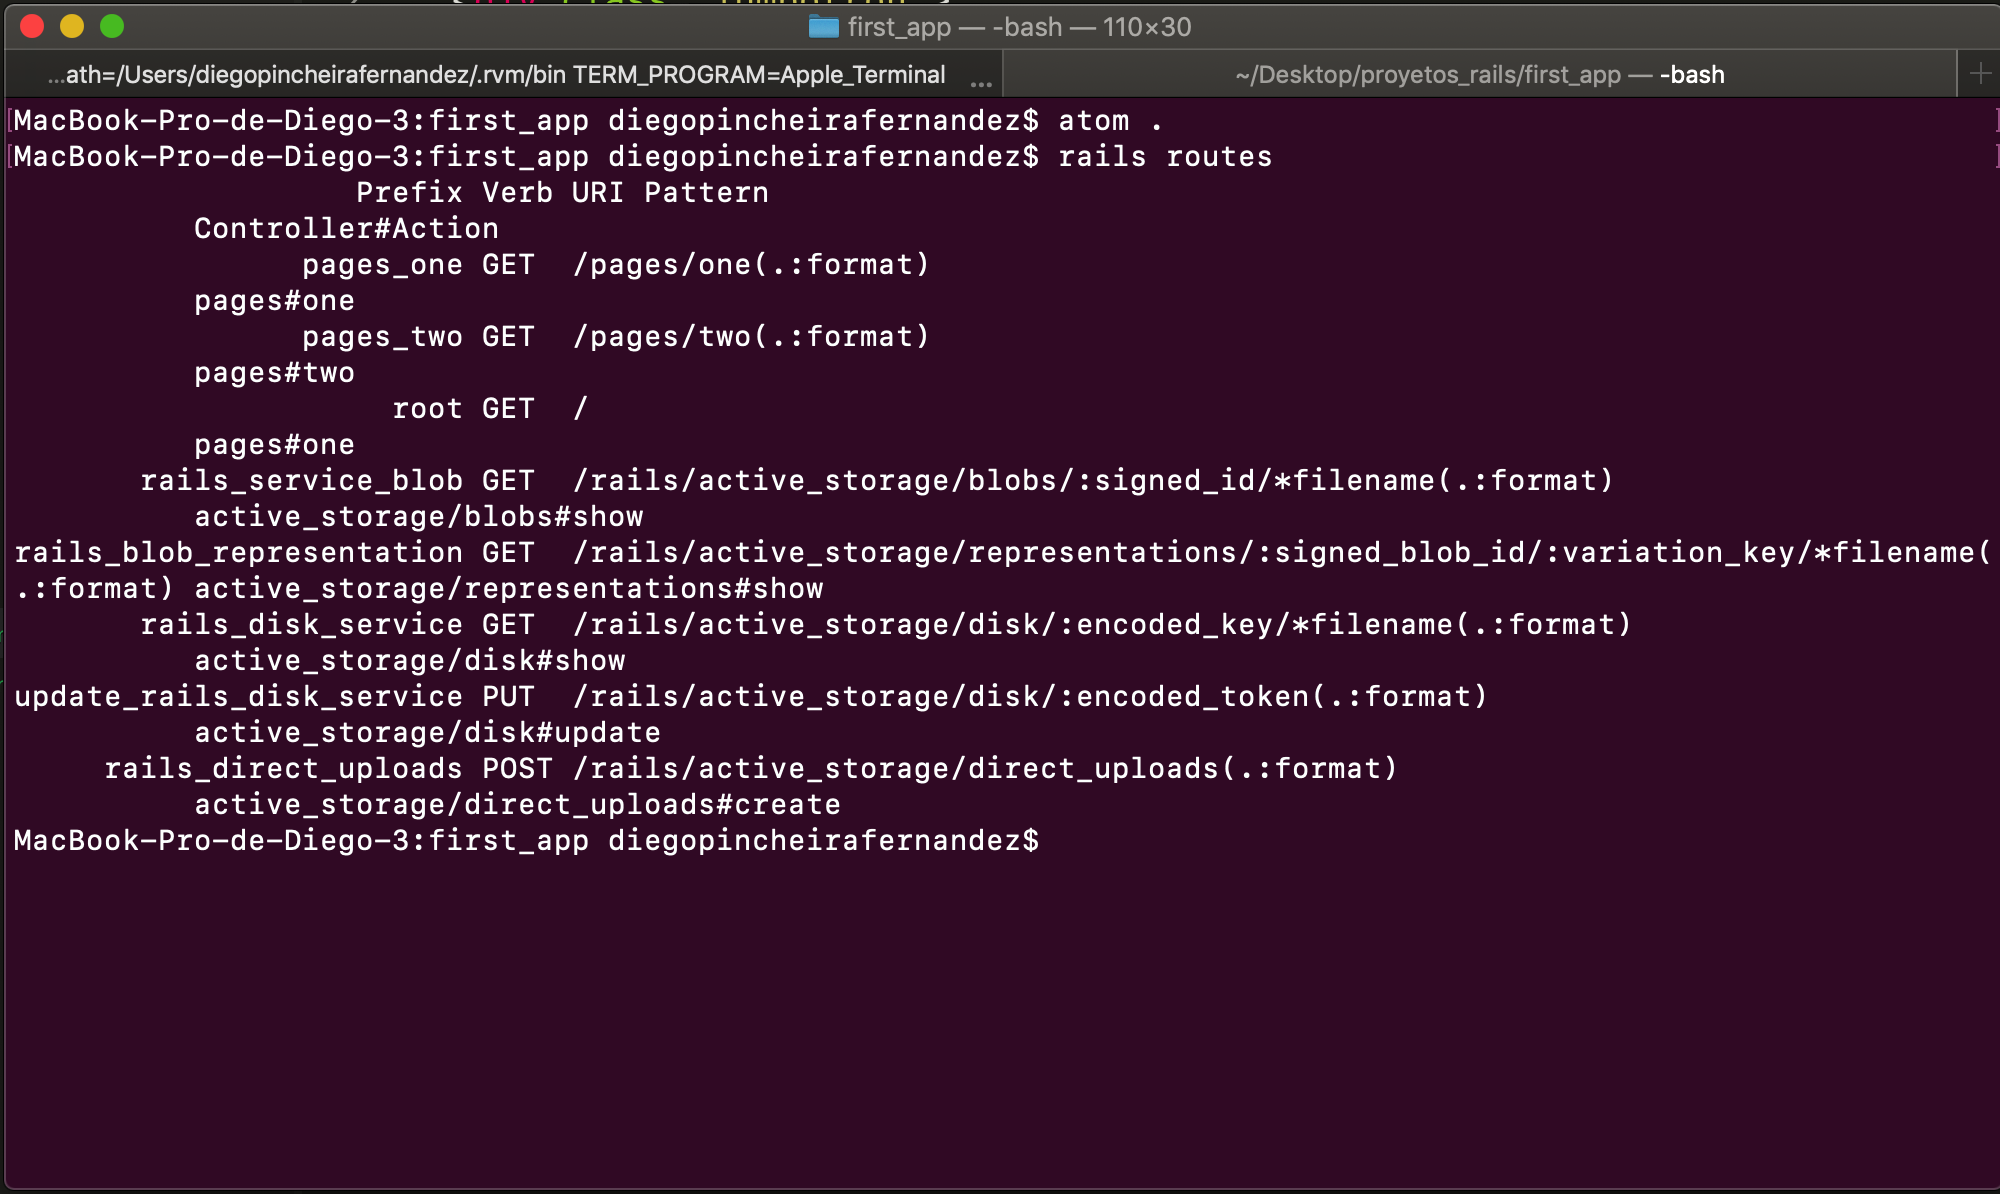 first_app — -bash — 110×30
...ath=/Users/diegopincheirafernandez/.rvm/bin TERM_PROGRAM=Apple_Terminal ...
~/Desktop/proyetos_rails/first_app — -bash
MacBook-Pro-de-Diego-3:first_app diegopincheirafernandez$ atom .
MacBook-Pro-de-Diego-3:first_app diegopincheirafernandez$ rails routes
Prefix Verb URI Pattern
Controller#Action
pages_one GET /pages/one(.:format)
pages#one
pages_two GET /pages/two(.:format)
pages#two
root GET /
pages#one
rails_service_blob GET /rails/active_storage/blobs/:signed_id/*filename(.:format)
active_storage/blobs#show
rails_blob_representation GET /rails/active_storage/representations/:signed_blob_id/:variation_key/*filename(
.:format) active_storage/representations#show
rails_disk_service GET /rails/active_storage/disk/:encoded_key/*filename(.:format)
active_storage/disk#show
update_rails_disk_service PUT /rails/active_storage/disk/:encoded_token(.:format)
active_storage/disk#update
rails_direct_uploads POST /rails/active_storage/direct_uploads(.:format)
active_storage/direct_uploads#create
MacBook-Pro-de-Diego-3:first_app diegopincheirafernandez$